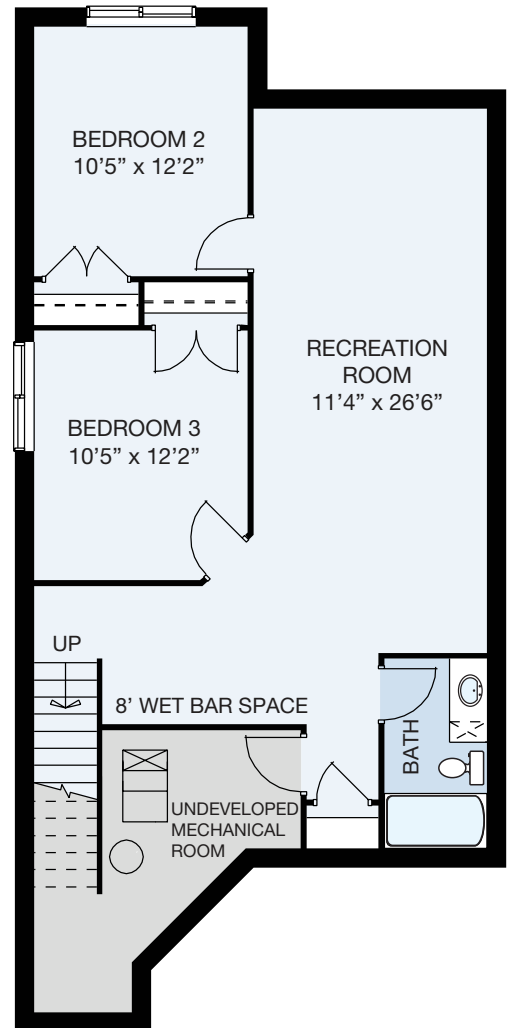 BEDROOM 2
10’5” x 12’2”
RECREATION
ROOM
11’4” x 26’6”
BEDROOM 3
10’5” x 12’2”
UP
8’ WET BAR SPACE
BATH
UNDEVELOPED
MECHANICAL
ROOM